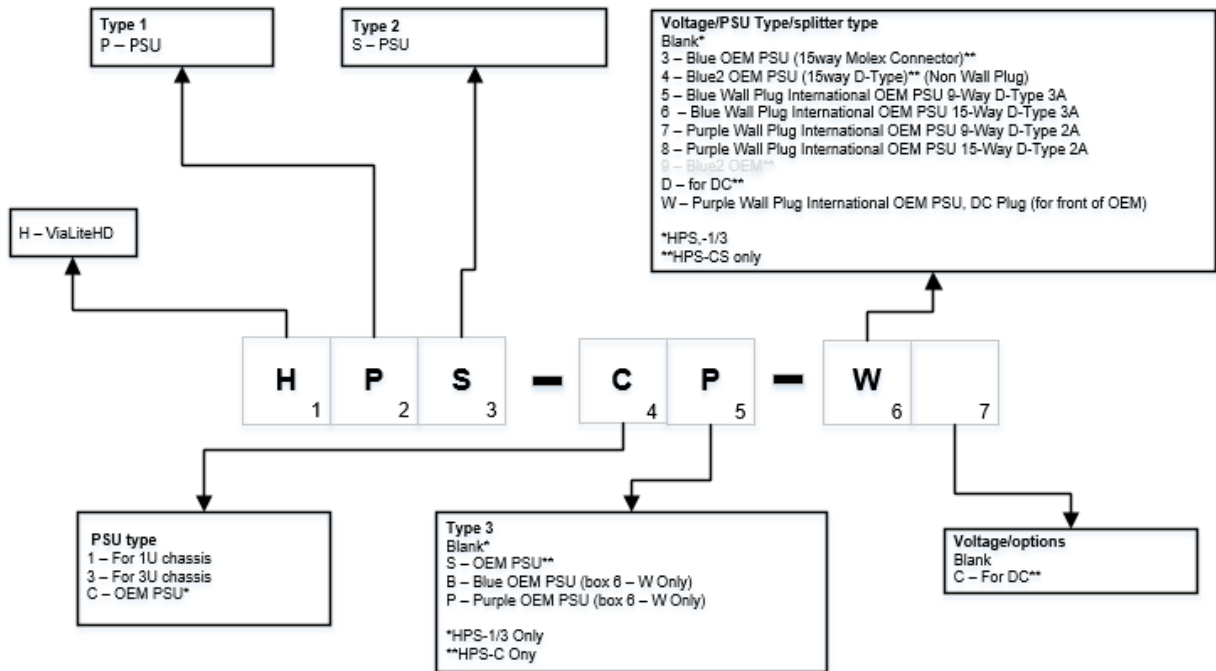 Type 1
P – PSU
Type 2
S – PSU
Voltage/PSU Type/splitter type
Blank*
3 – Blue OEM PSU (15way Molex Connector)**
4 – Blue2 OEM PSU (15way D-Type)** (Non Wall Plug)
5 – Blue Wall Plug International OEM PSU 9-Way D-Type 3A
6 – Blue Wall Plug International OEM PSU 15-Way D-Type 3A
7 – Purple Wall Plug International OEM PSU 9-Way D-Type 2A
8 – Purple Wall Plug International OEM PSU 15-Way D-Type 2A
9 – Blue2 OEM**
D – for DC**
W – Purple Wall Plug International OEM PSU, DC Plug (for front of OEM)
*HPS,-1/3
**HPS-CS only
H – ViaLiteHD
H P S – C P – W
1 2 3 4 5 6 7
PSU type
1 – For 1U chassis
3 – For 3U chassis
C – OEM PSU*
Type 3
Blank*
S – OEM PSU**
B – Blue OEM PSU (box 6 – W Only)
P – Purple OEM PSU (box 6 – W Only)
*HPS-1/3 Only
**HPS-C Ony
Voltage/options
Blank
C – For DC**